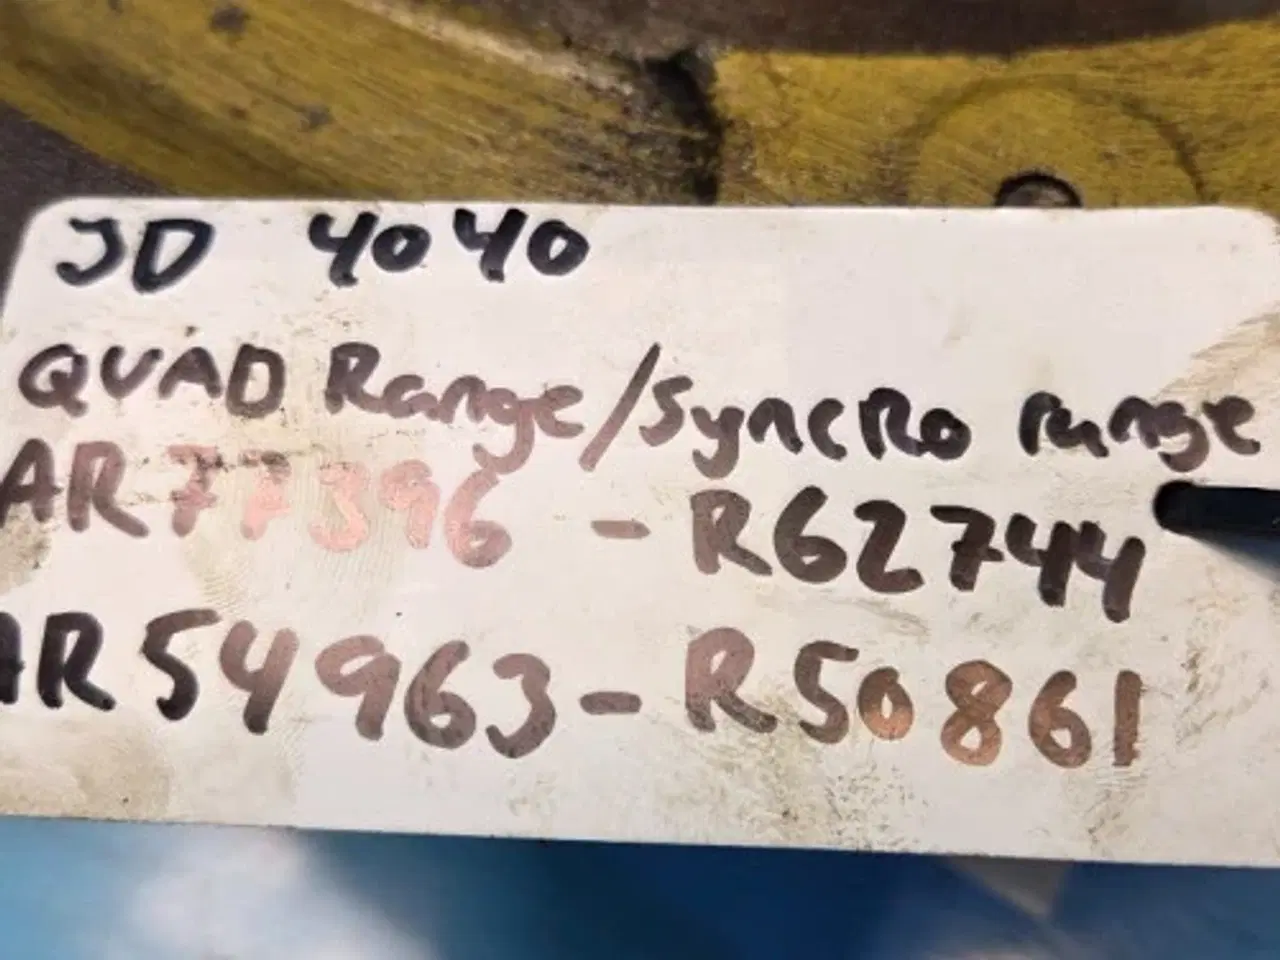 JD 4040
QUAD Range/Syncro range
AR77396 - R62744
AR54963 - R50861